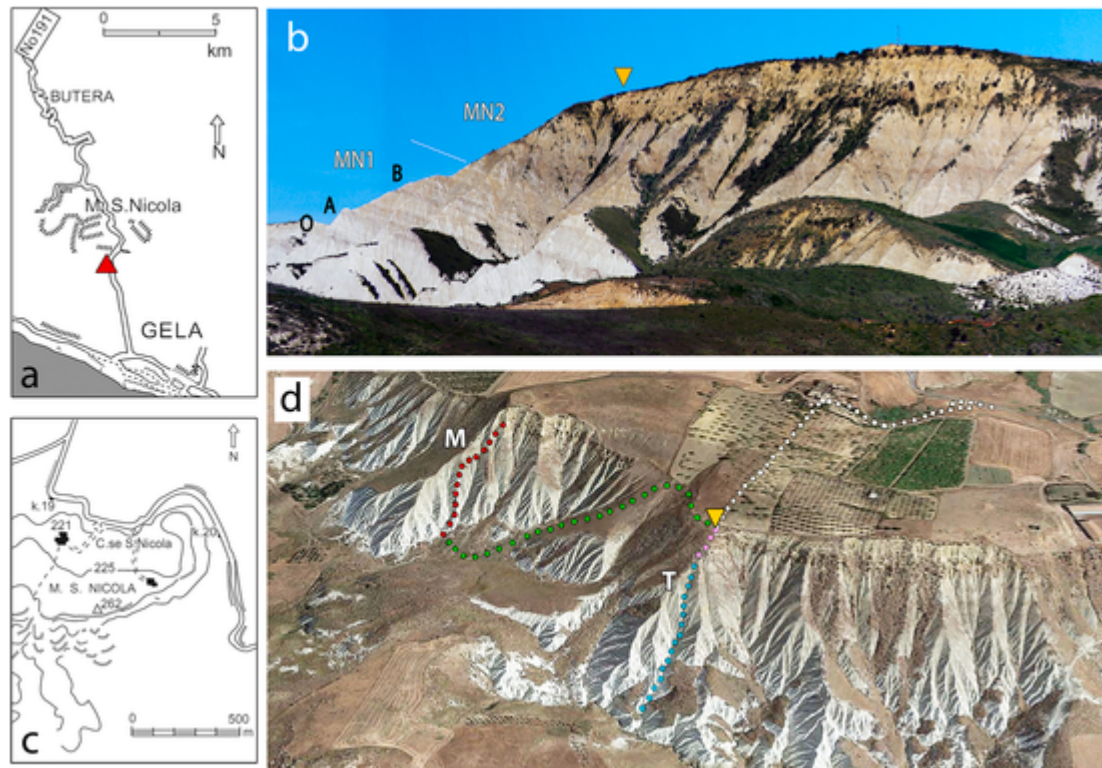 0 5
km
No191
BUTERA
N
M. S.Nicola
GELA
a
b
MN2
MN1
B
A
O
N
k.19
221
C.se S.Nicola
k.20
225
M. S. NICOLA
262
0 500
m
c
d
M
T